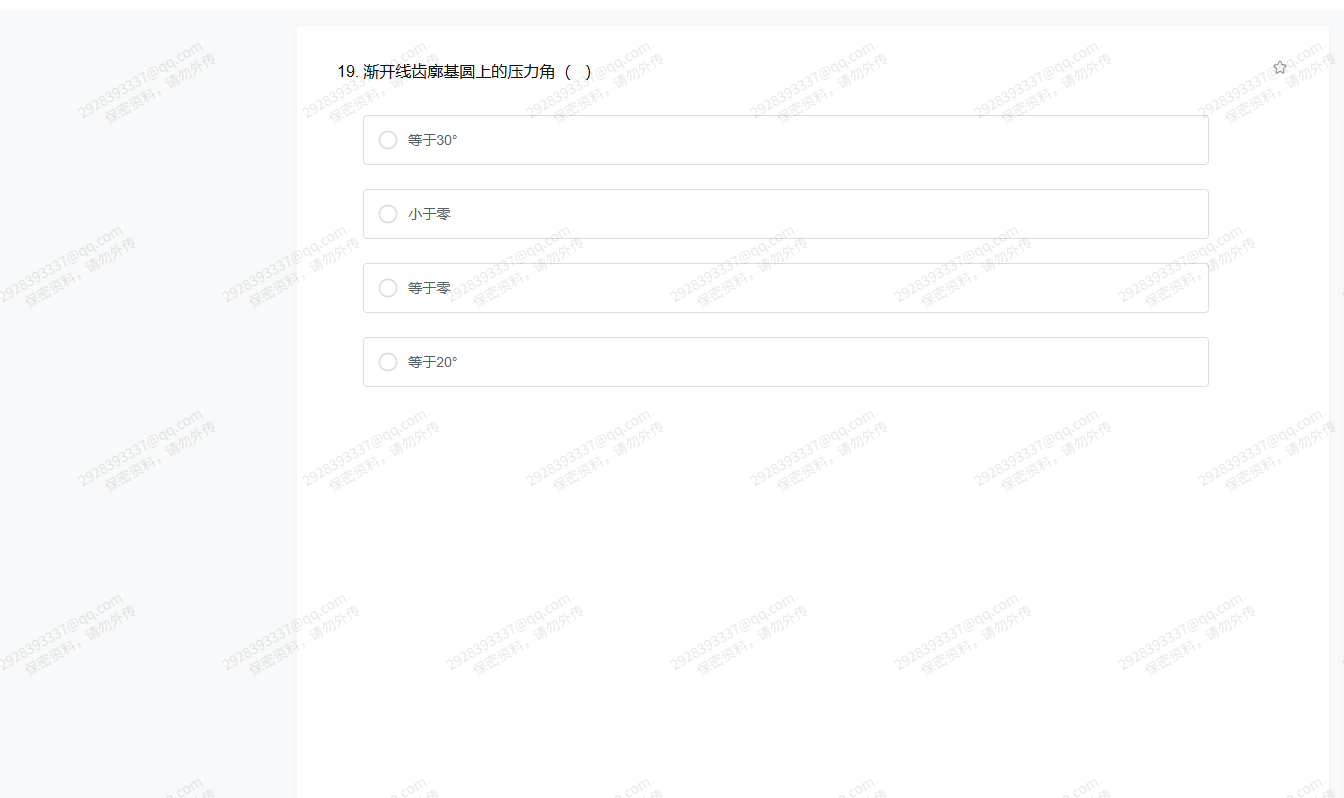 19. 渐开线齿廓基圆上的压力角（ ）
等于30°
小于零
等于零
等于20°
2928393337@qq.com
保密资料，请勿外传